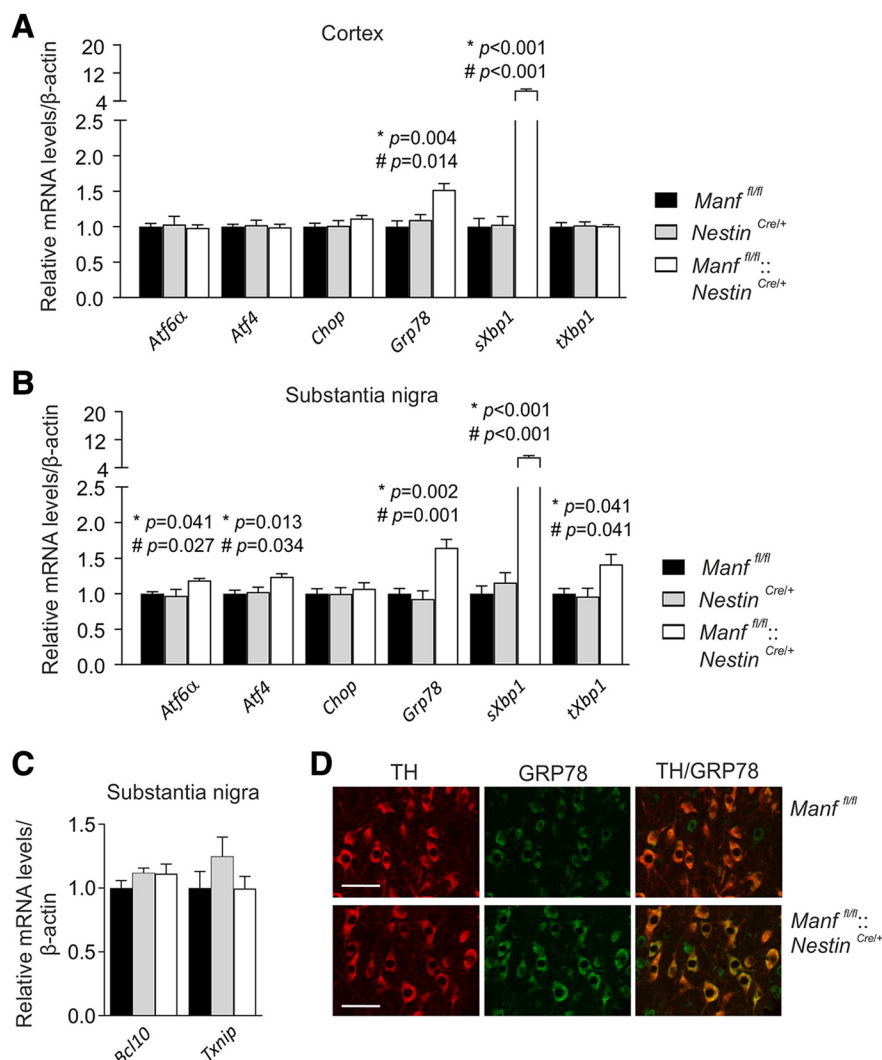 A
Cortex
Relative mRNA levels/β-actin
20
12
4
2.5
2.0
1.5
1.0
0.5
0.0
* p=0.004
# p=0.014
* p<0.001
# p<0.001
Atf6α
Atf4
Chop
Grp78
sXbp1
tXbp1
Manf fl/fl
Nestin Cre/+
Manf fl/fl::
Nestin Cre/+
B
Substantia nigra
Relative mRNA levels/β-actin
20
12
4
2.5
2.0
1.5
1.0
0.5
0.0
* p=0.041
# p=0.027
* p=0.013
# p=0.034
* p=0.002
# p=0.001
* p<0.001
# p<0.001
* p=0.041
# p=0.041
Atf6α
Atf4
Chop
Grp78
sXbp1
tXbp1
Manf fl/fl
Nestin Cre/+
Manf fl/fl::
Nestin Cre/+
C
Substantia nigra
Relative mRNA levels/
β-actin
1.5
1.0
0.5
0.0
Bcl10
Txnip
D
TH
GRP78
TH/GRP78
Manf fl/fl
Manf fl/fl::
Nestin Cre/+